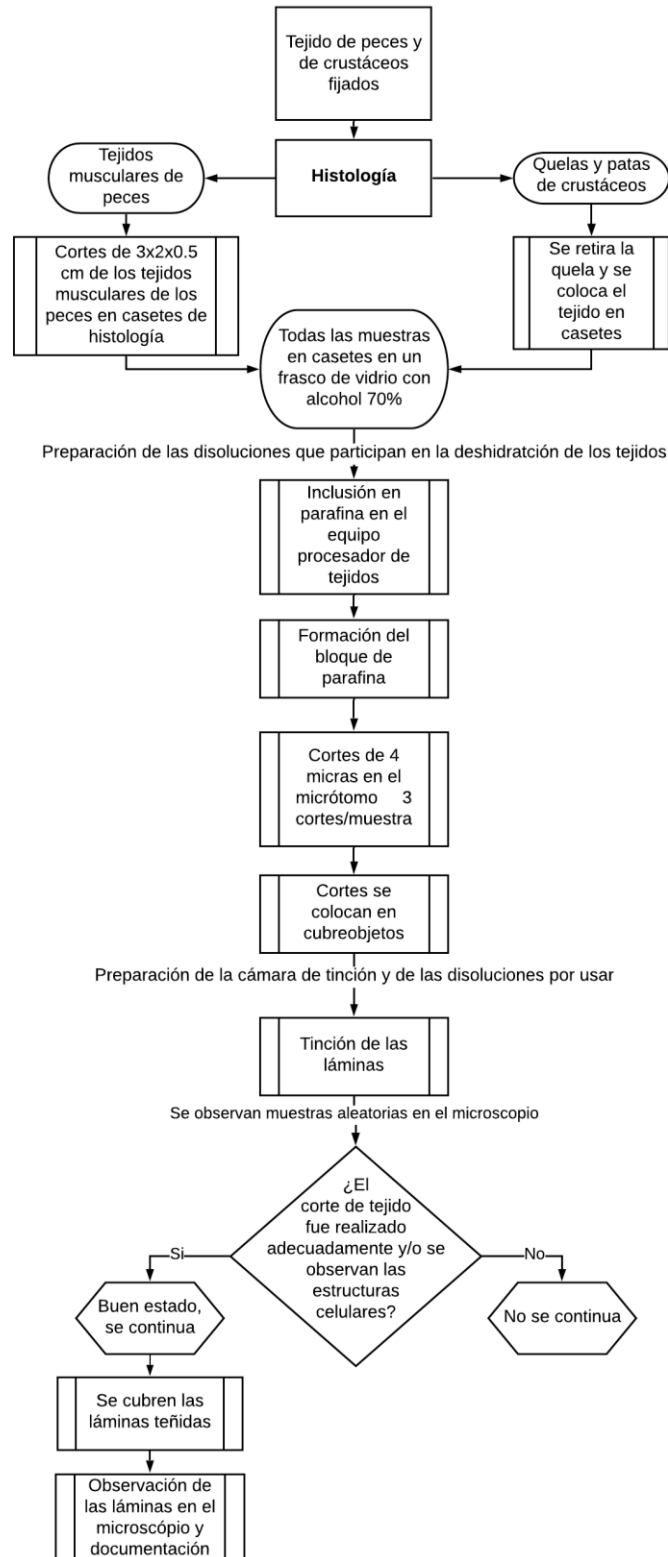 Tejido de peces y
de crustáceos
fijados
Histología
Tejidos
musculares de
peces
Quelas y patas
de crustáceos
Cortes de 3x2x0.5
cm de los tejidos
musculares de los
peces en casetes de
histología
Se retira la
quela y se
coloca el
tejido en
casetes
Todas las muestras
en casetes en un
frasco de vidrio con
alcohol 70%
Preparación de las disoluciones que participan en la deshidratción de los tejidos
Inclusión en
parafina en el
equipo
procesador de
tejidos
Formación del
bloque de
parafina
Cortes de 4
micras en el
micrótomo 3
cortes/muestra
Cortes se
colocan en
cubreobjetos
Preparación de la cámara de tinción y de las disoluciones por usar
Tinción de las
láminas
Se observan muestras aleatorias en el microscopio
¿El
corte de tejido
fue realizado
adecuadamente y/o se
observan las
estructuras
celulares?
Si
No
Buen estado,
se continua
No se continua
Se cubren las
láminas teñidas
Observación de
las láminas en el
microscópio y
documentación